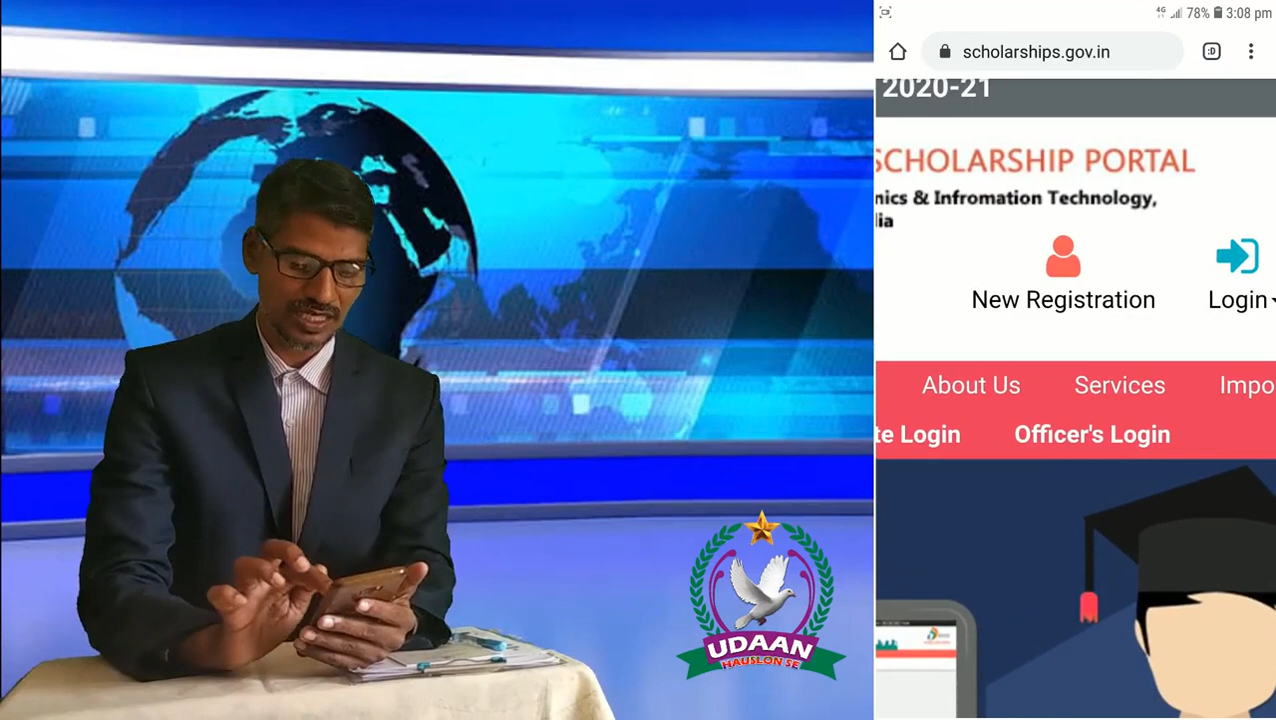 4G 78% 3:08 pm
scholarships.gov.in
:D
2020-21
SCHOLARSHIP PORTAL
nics & Infromation Technology,
dia
New Registration
Login
About Us Services Impo
te Login Officer's Login
UDAAN
HAUSLON SE